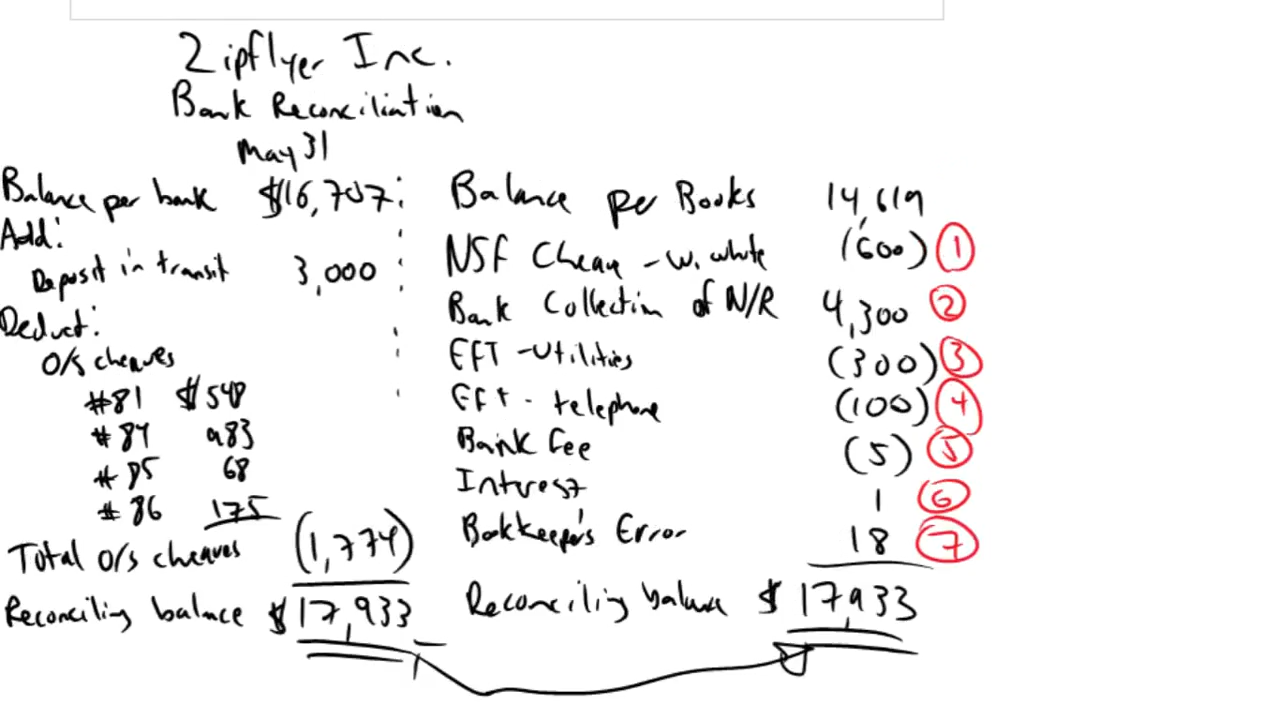 Zipflyer Inc.
Bank Reconciliation
May 31
Balance per bank $16,707
Add:
Deposit in transit 3,000
Deduct:
O/s cheques
#81 $548
#84 983
#85 68
#86 175
Total O/s cheques (1,774)
Reconciling balance $17,933
Balance per Books 14,619
NSF Cheque - W. White (600) 1
Bank Collection of N/R 4,300 2
EFT - Utilities (300) 3
EFT - telephone (100) 4
Bank Fee (5) 5
Interest 1 6
Bookkeeper's Error 18 7
Reconciling balance $17,933